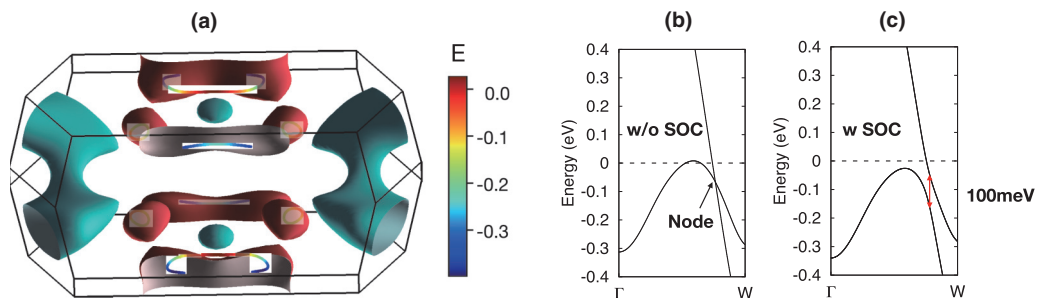 (a)
E
0.0
-0.1
-0.2
-0.3
(b)
0.4
0.3
0.2
0.1
0
-0.1
-0.2
-0.3
-0.4
Energy (eV)
w/o SOC
Node
Γ W
(c)
0.4
0.3
0.2
0.1
0
-0.1
-0.2
-0.3
-0.4
Energy (eV)
w SOC
100meV
Γ W